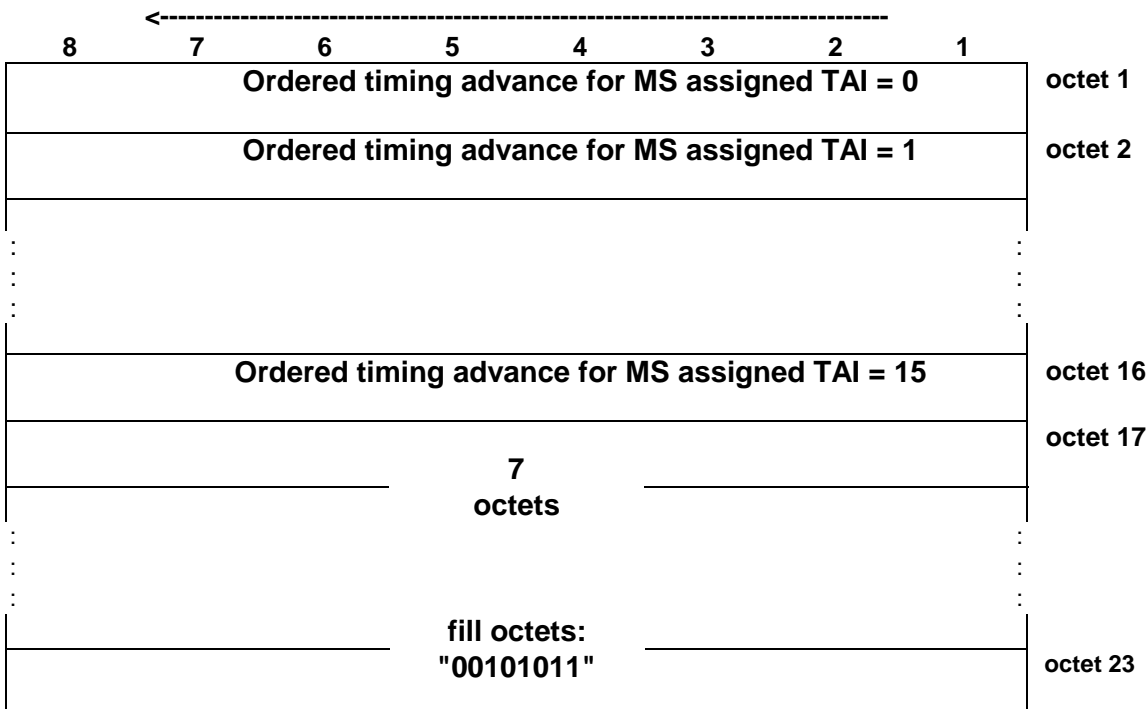 <---------------------------------------------------------------------------------
8 7 6 5 4 3 2 1
Ordered timing advance for MS assigned TAI = 0 octet 1
Ordered timing advance for MS assigned TAI = 1 octet 2
: :
: :
: :
Ordered timing advance for MS assigned TAI = 15 octet 16
octet 17
7
octets
: :
: :
: :
fill octets:
"00101011" octet 23